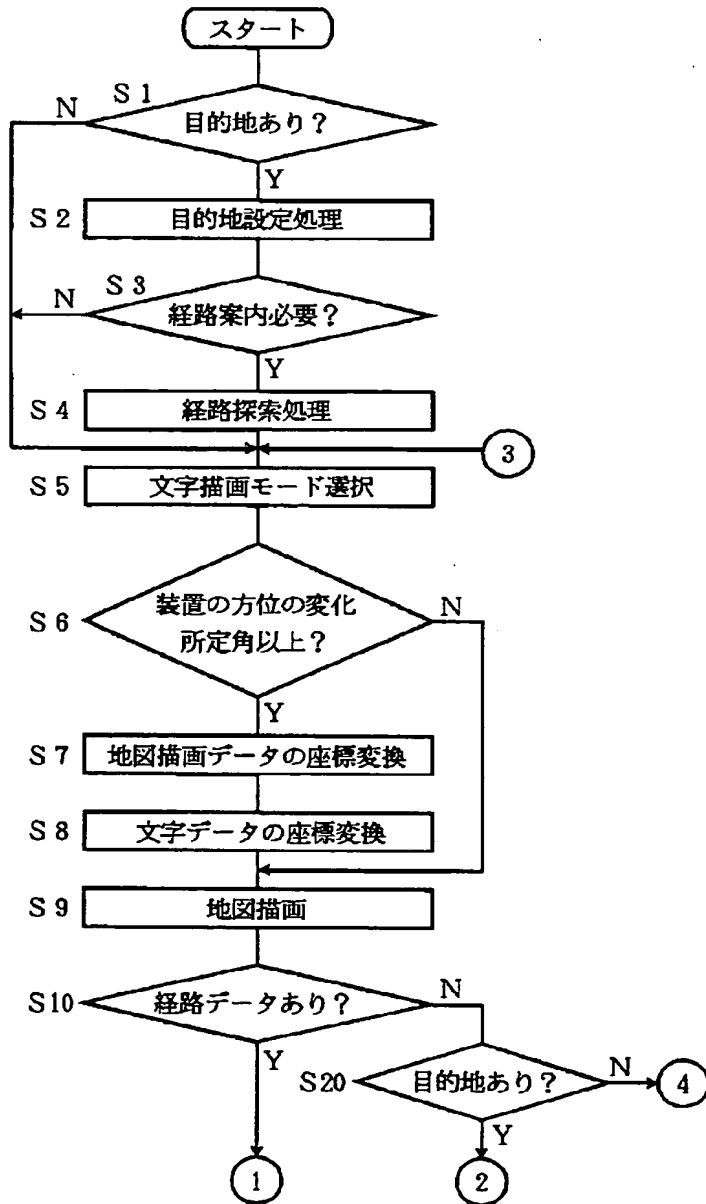 スタート
S1
N
目的地あり?
Y
S2
目的地設定処理
S3
N
経路案内必要?
Y
S4
経路探索処理
3
S5
文字描画モード選択
S6
装置の方位の変化
所定角以上?
N
Y
S7
地図描画データの座標変換
S8
文字データの座標変換
S9
地図描画
S10
経路データあり?
N
Y
S20
目的地あり?
N
4
Y
1
2